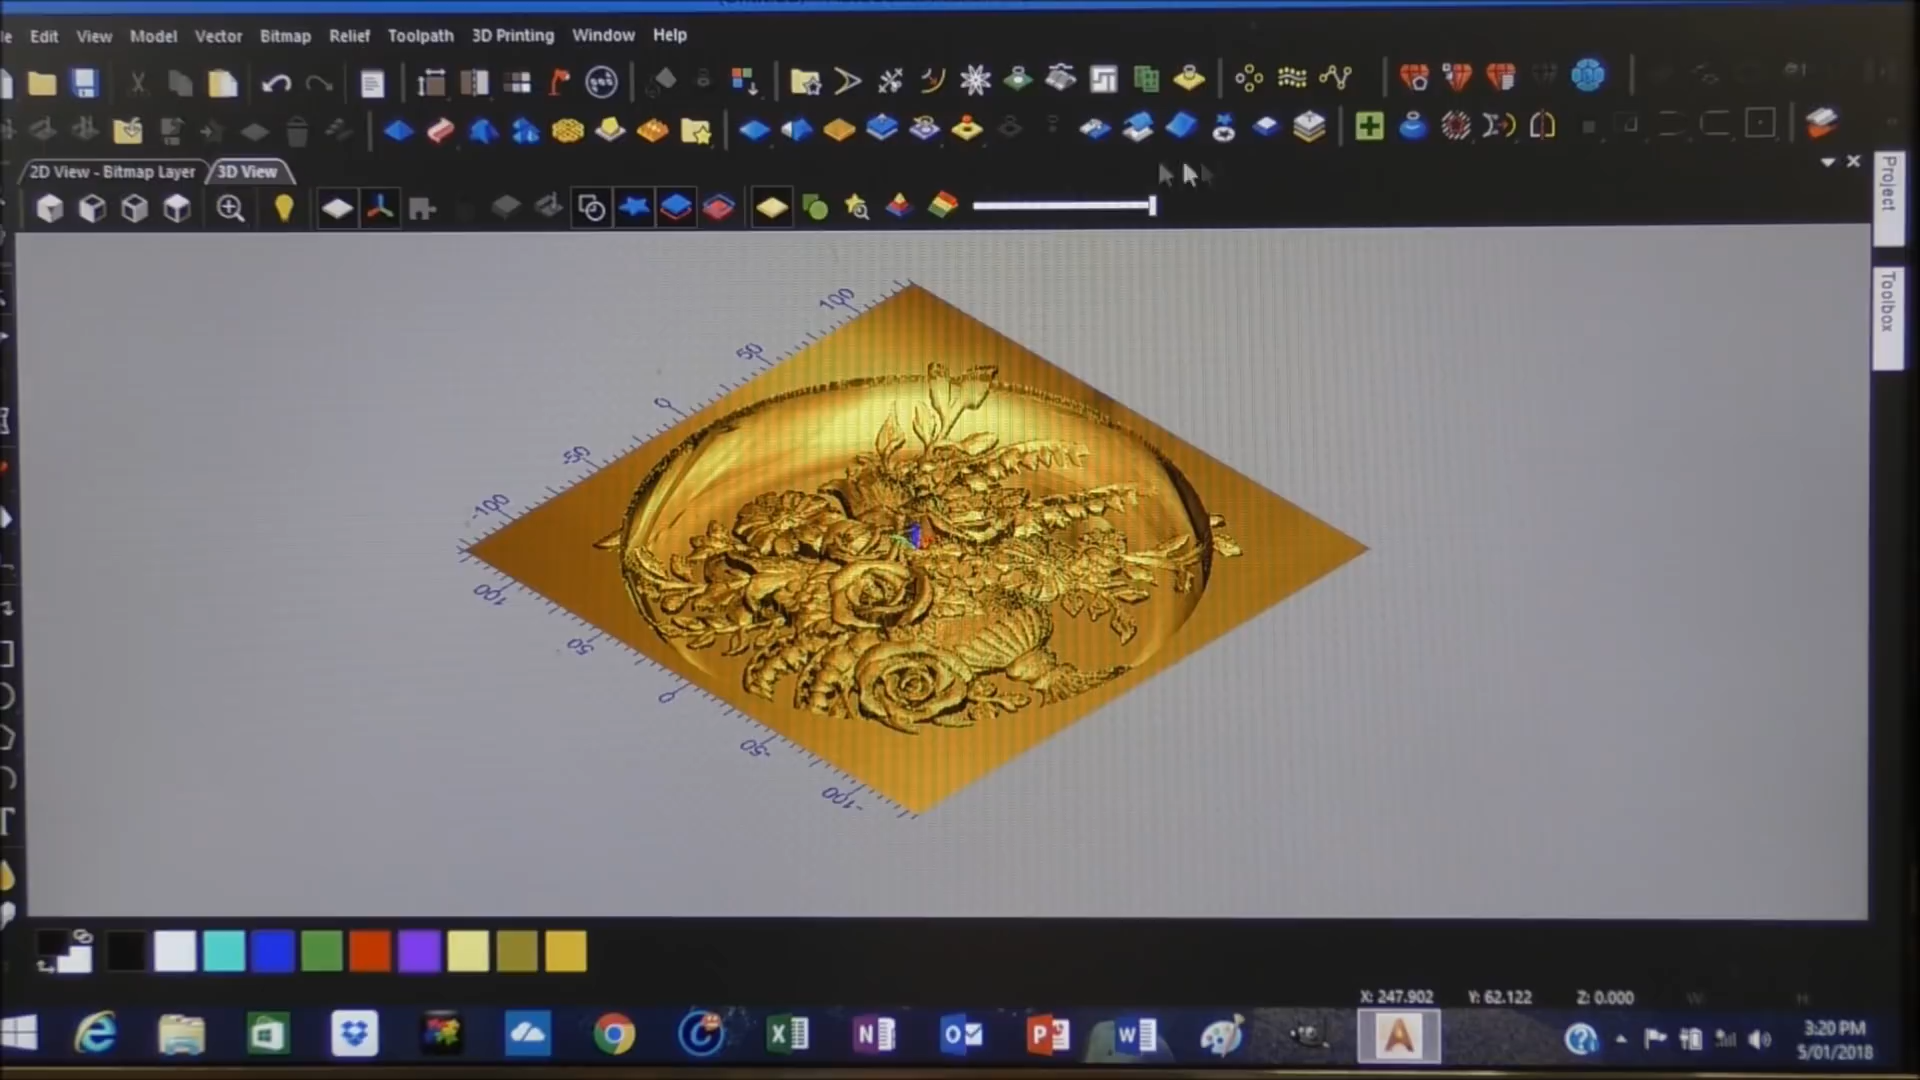 Edit View Model Vector Bitmap Relief Toolpath 3D Printing Window Help
2D View - Bitmap Layer 3D View
Project
Toolbox
100
50
0
-50
-100
100
50
0
-50
-100
X: 247.902 Y: 62.122 Z: 0.000
3:20 PM
5/01/2018